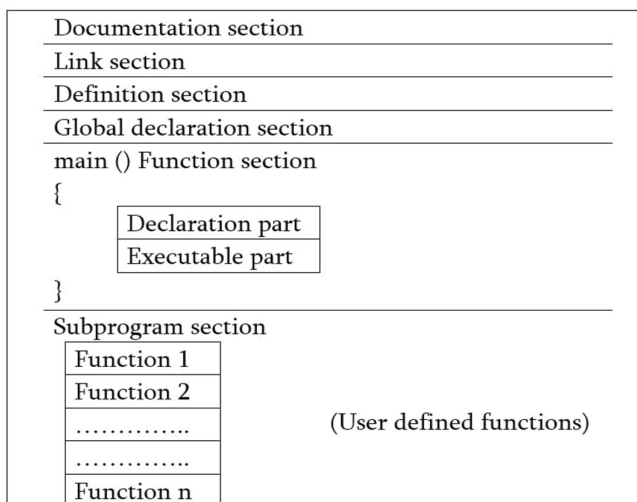 Documentation section
Link section
Definition section
Global declaration section
main () Function section
{
Declaration part
Executable part
}
Subprogram section
Function 1
Function 2
…………..
(User defined functions)
…………..
Function n